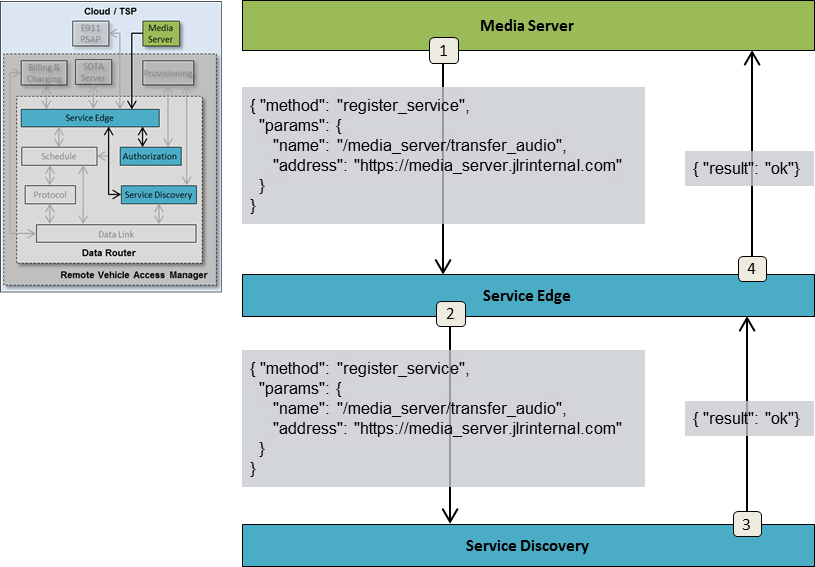 Cloud / TSP
E911
PSAP
Media
Server
Billing &
Charging
SOTA
Server
Provisioning
Service Edge
Schedule
Authorization
Protocol
Service Discovery
Data Link
Data Router
Remote Vehicle Access Manager
Media Server
1
{ "method": "register_service",
"params": {
"name": "/media_server/transfer_audio",
"address": "https://media_server.jlrinternal.com"
}
}
{ "result": "ok"}
4
Service Edge
2
{ "method": "register_service",
"params": {
"name": "/media_server/transfer_audio",
"address": "https://media_server.jlrinternal.com"
}
}
{ "result": "ok"}
3
Service Discovery